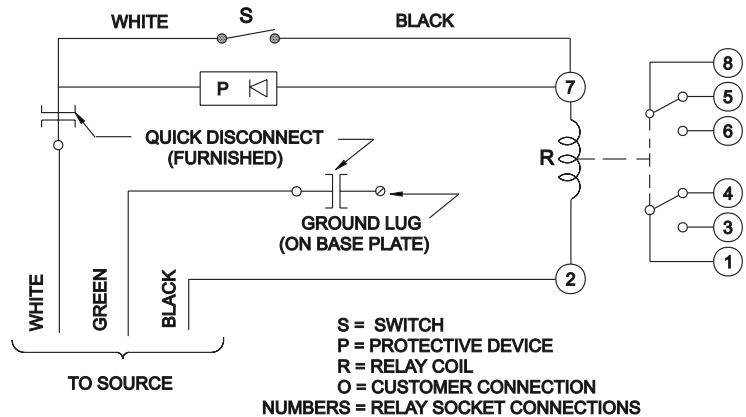 WHITE
S
BLACK
P
7
8
5
6
QUICK DISCONNECT
(FURNISHED)
R
GROUND LUG
(ON BASE PLATE)
4
3
1
2
WHITE
GREEN
BLACK
TO SOURCE
S = SWITCH
P = PROTECTIVE DEVICE
R = RELAY COIL
O = CUSTOMER CONNECTION
NUMBERS = RELAY SOCKET CONNECTIONS